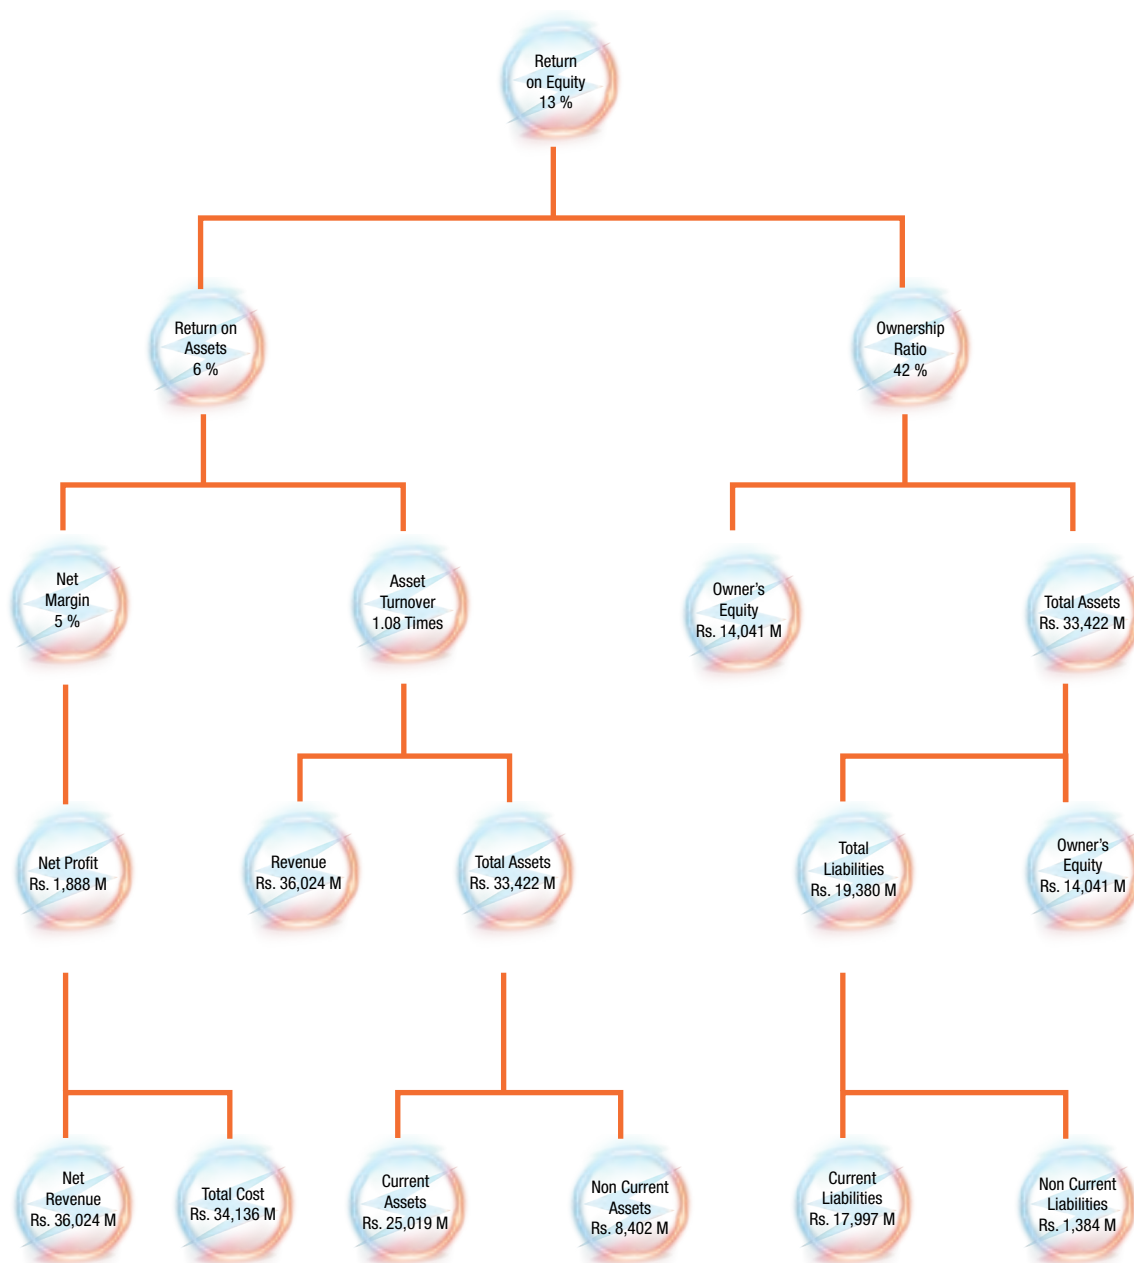 Return
on Equity
13 %
Return on
Assets
6 %
Ownership
Ratio
42 %
Net
Margin
5 %
Asset
Turnover
1.08 Times
Owner's
Equity
Rs. 14,041 M
Total Assets
Rs. 33,422 M
Net Profit
Rs. 1,888 M
Revenue
Rs. 36,024 M
Total Assets
Rs. 33,422 M
Total
Liabilities
Rs. 19,380 M
Owner's
Equity
Rs. 14,041 M
Net
Revenue
Rs. 36,024 M
Total Cost
Rs. 34,136 M
Current
Assets
Rs. 25,019 M
Non Current
Assets
Rs. 8,402 M
Current
Liabilities
Rs. 17,997 M
Non Current
Liabilities
Rs. 1,384 M